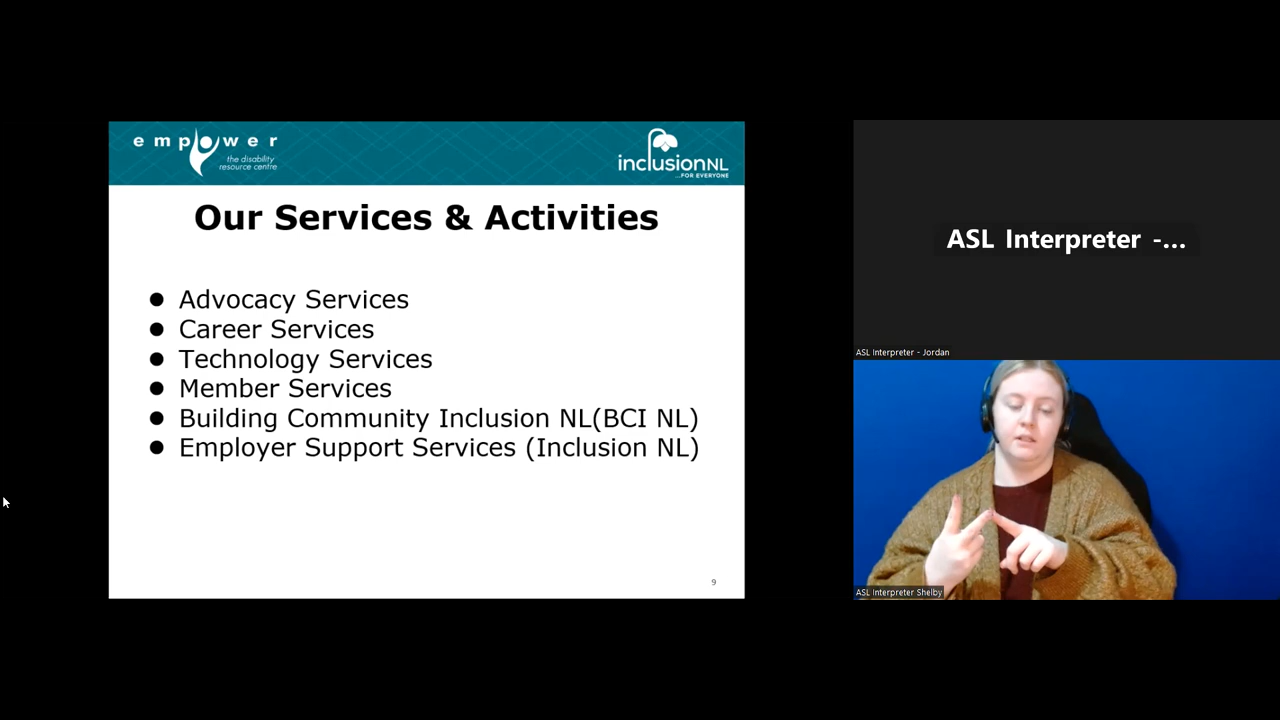 empower
the disability
resource centre
inclusionNL
...FOR EVERYONE
Our Services & Activities
● Advocacy Services
● Career Services
● Technology Services
● Member Services
● Building Community Inclusion NL(BCI NL)
● Employer Support Services (Inclusion NL)
9
ASL Interpreter -...
ASL Interpreter - Jordan
ASL Interpreter Shelby